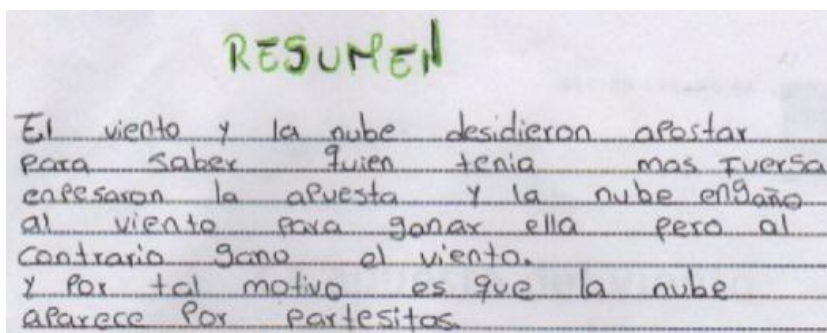 RESUMEN
El viento y la nube desidieron apostar
para saber quien tenia mas fuersa
enpesaron la apuesta y la nube engaño
al viento para ganar ella pero al
contrario gano el viento.
y por tal motivo es que la nube
aparece por partesitos.